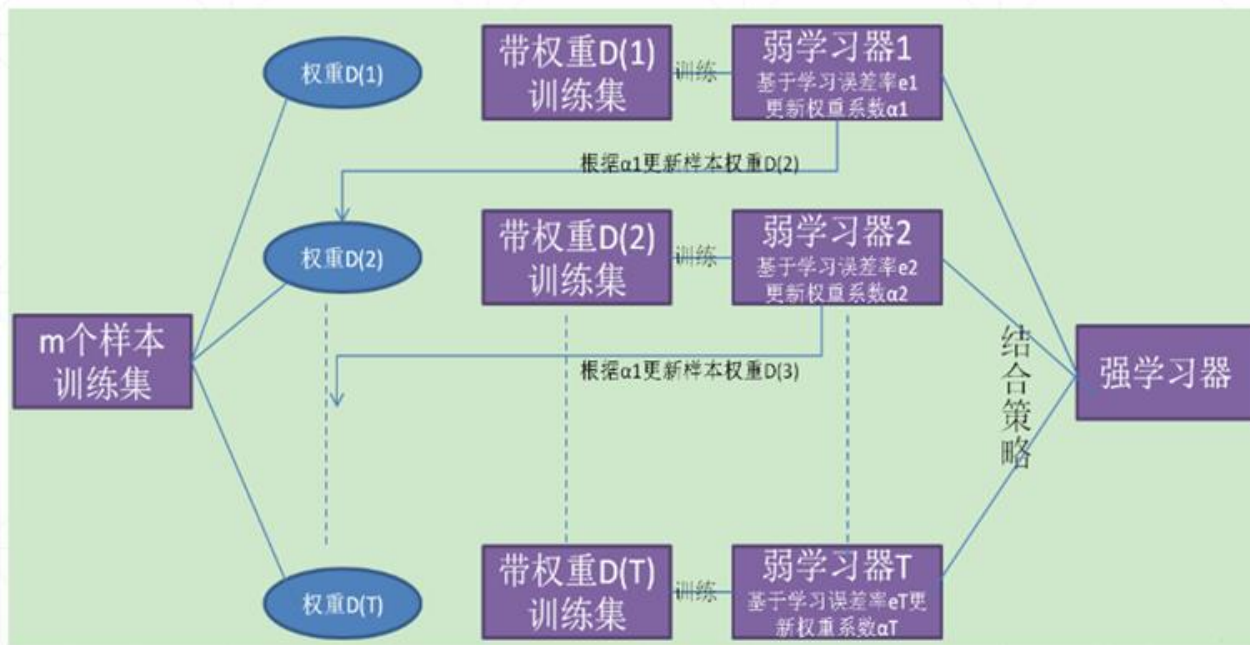 权重D(1)
带权重D(1)
训练集
训练
弱学习器1
基于学习误差率e1
更新权重系数α1
根据α1更新样本权重D(2)
权重D(2)
带权重D(2)
训练集
训练
弱学习器2
基于学习误差率e2
更新权重系数α2
m个样本
训练集
根据α1更新样本权重D(3)
结合策略
强学习器
权重D(T)
带权重D(T)
训练集
训练
弱学习器T
基于学习误差率eT更
新权重系数αT